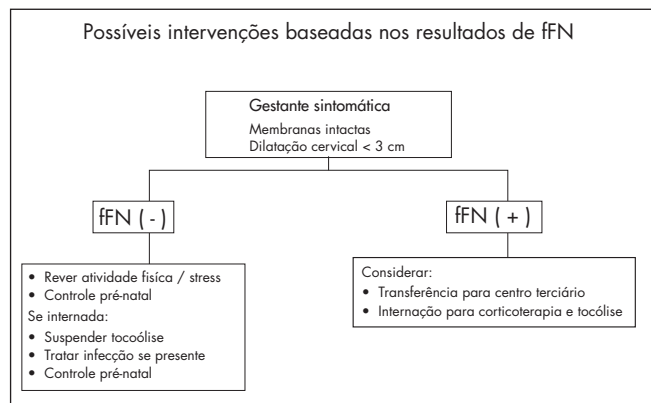 Possíveis intervenções baseadas nos resultados de fFN
Gestante sintomática
Membranas intactas
Dilatação cervical < 3 cm
fFN ( - )
fFN ( + )
• Rever atividade fisíca / stress
• Controle pré-natal
Se internada:
• Suspender tocoólise
• Tratar infecção se presente
• Controle pré-natal
Considerar:
• Transferência para centro terciário
• Internação para corticoterapia e tocólise